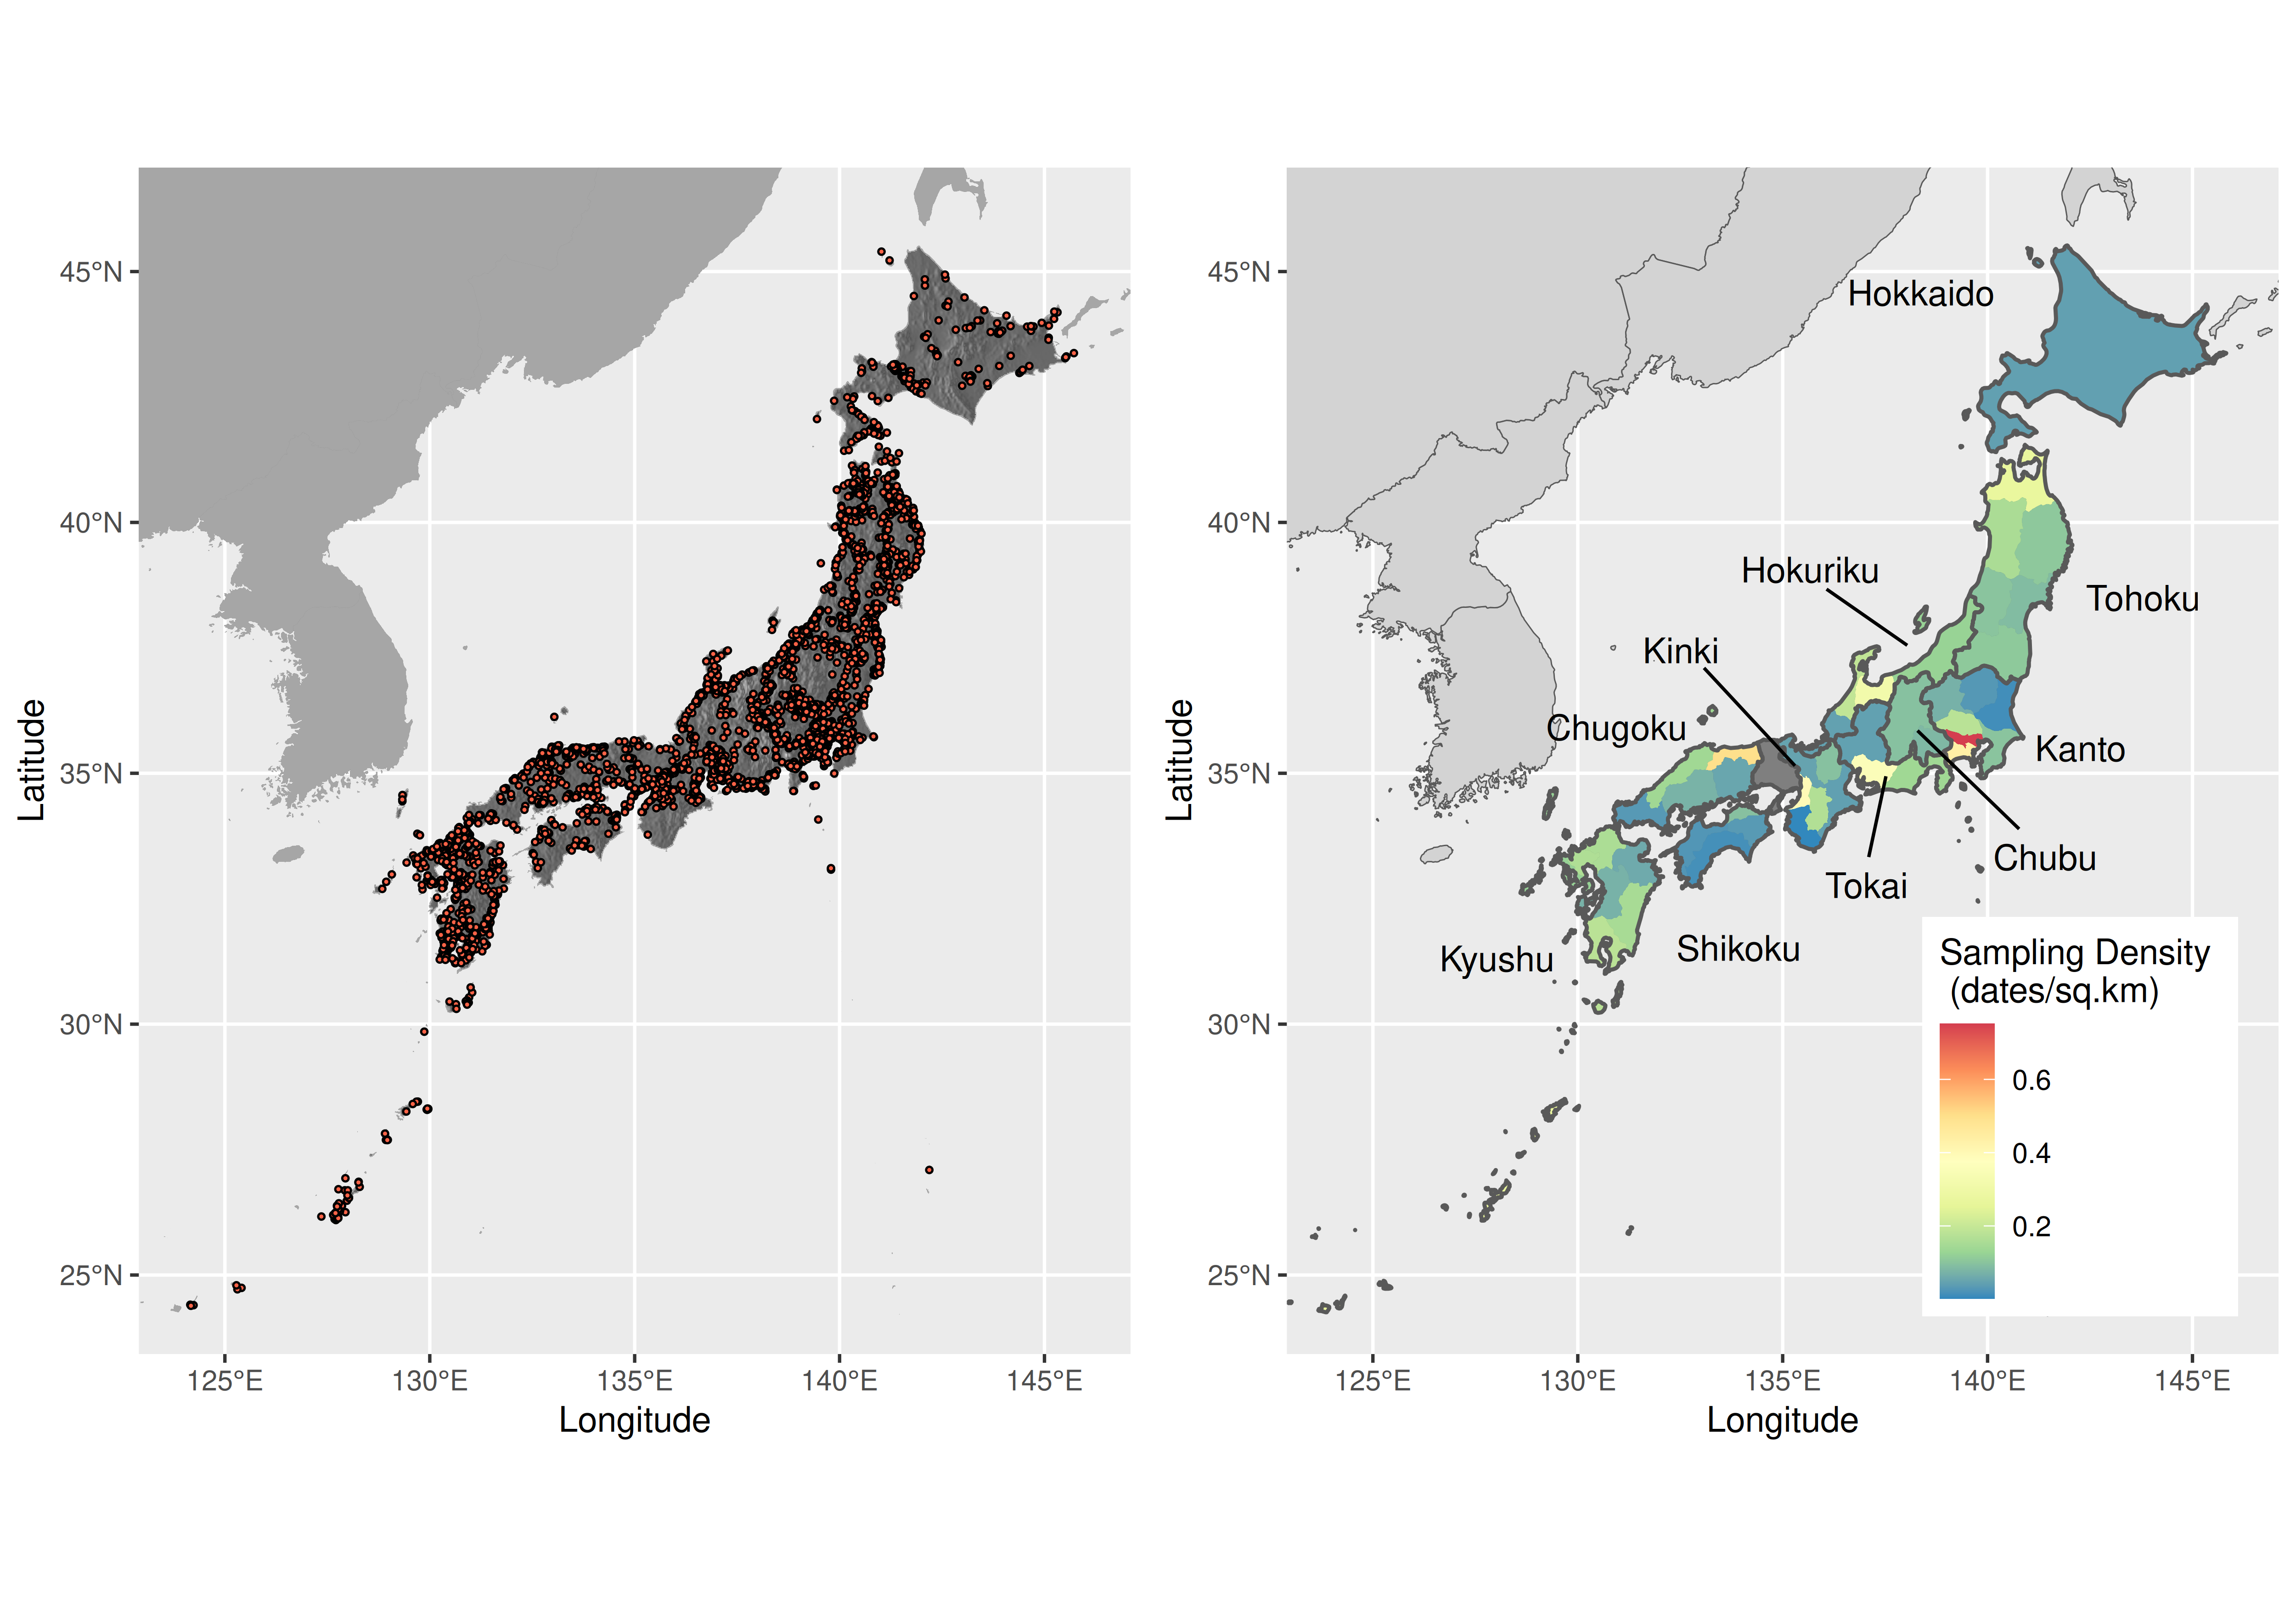 45°N
40°N
35°N
30°N
25°N
125°E
130°E
135°E
140°E
145°E
Longitude
Latitude
45°N
40°N
35°N
30°N
25°N
125°E
130°E
135°E
140°E
145°E
Longitude
Latitude
Hokkaido
Hokuriku
Tohoku
Kinki
Chugoku
Kanto
Chubu
Tokai
Shikoku
Kyushu
Sampling Density
(dates/sq.km)
0.6
0.4
0.2